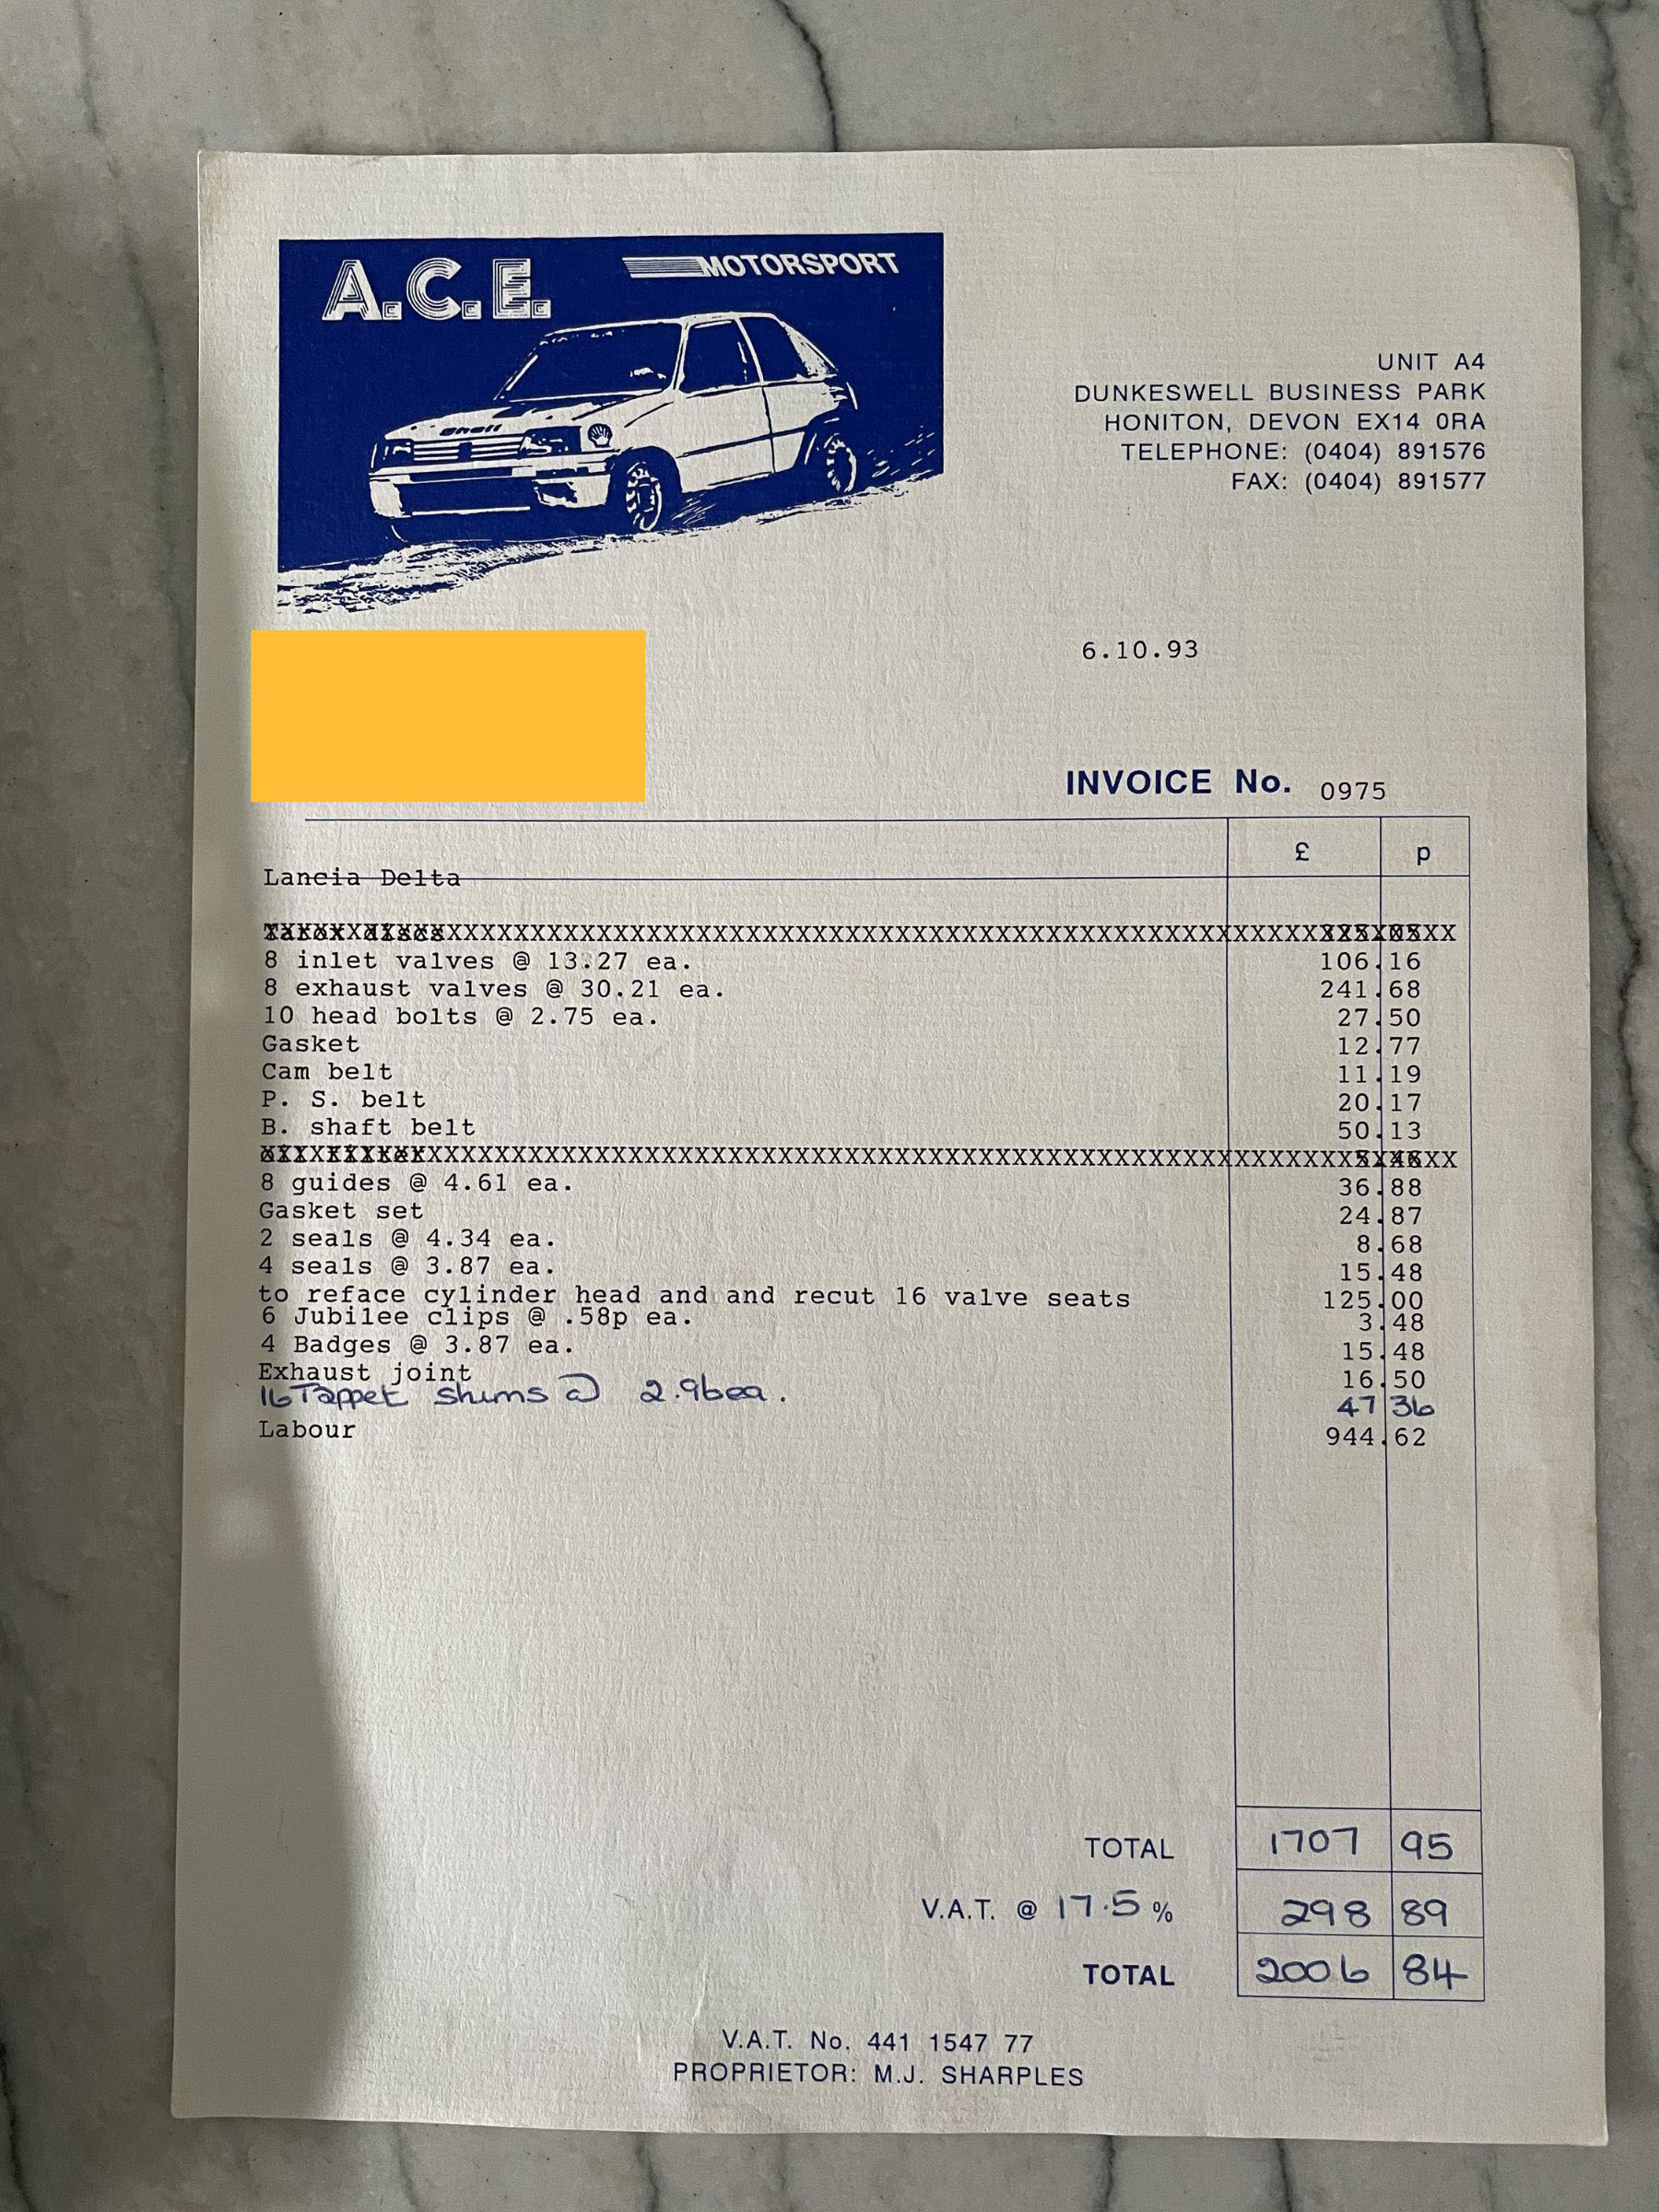 A.C.E. MOTORSPORT
Shell
UNIT A4
DUNKESWELL BUSINESS PARK
HONITON, DEVON EX14 0RA
TELEPHONE: (0404) 891576
FAX: (0404) 891577
6.10.93
INVOICE No. 0975
£ p
Lancia Delta
Tarox discs 325.05
8 inlet valves @ 13.27 ea. 106.16
8 exhaust valves @ 30.21 ea. 241.68
10 head bolts @ 2.75 ea. 27.50
Gasket 12.77
Cam belt 11.19
P. S. belt 20.17
B. shaft belt 50.13
oil filter
8 guides @ 4.61 ea. 36.88
Gasket set 24.87
2 seals @ 4.34 ea. 8.68
4 seals @ 3.87 ea. 15.48
to reface cylinder head and and recut 16 valve seats 125.00
6 Jubilee clips @ .58p ea. 3.48
4 Badges @ 3.87 ea. 15.48
Exhaust joint 16.50
16 Tappet shims @ 2.96ea. 47 36
Labour 944.62
TOTAL 1707 95
V.A.T. @ 17.5 % 298 89
TOTAL 2006 84
V.A.T. No. 441 1547 77
PROPRIETOR: M.J. SHARPLES